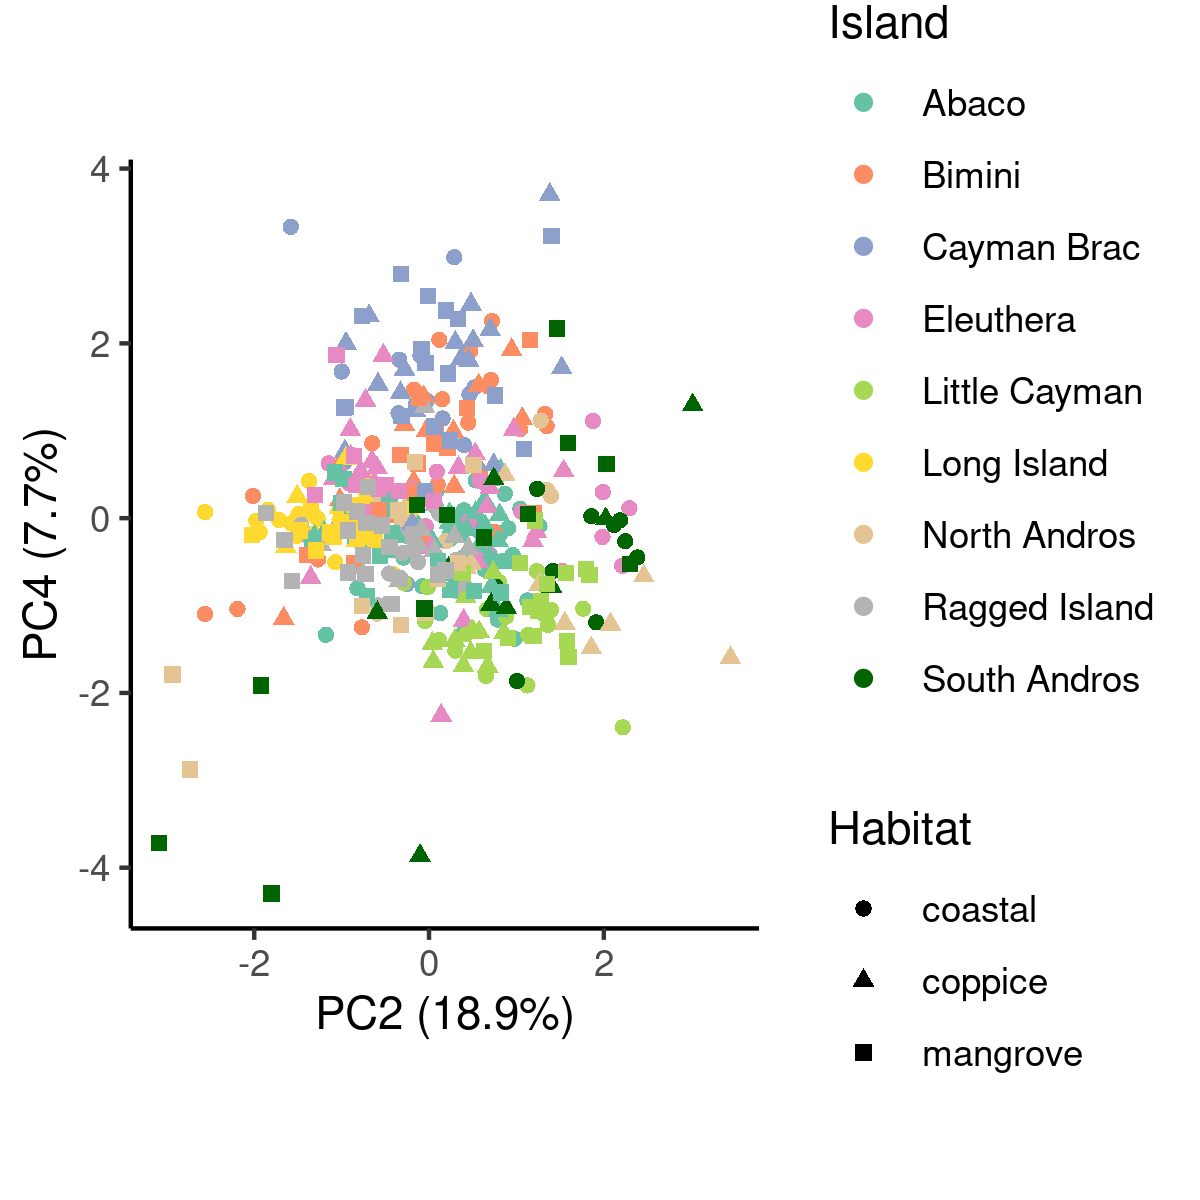 Island
Abaco
Bimini
Cayman Brac
Eleuthera
Little Cayman
Long Island
North Andros
Ragged Island
South Andros
Habitat
coastal
coppice
mangrove
4
2
0
-2
-4
PC4 (7.7%)
-2 0 2
PC2 (18.9%)